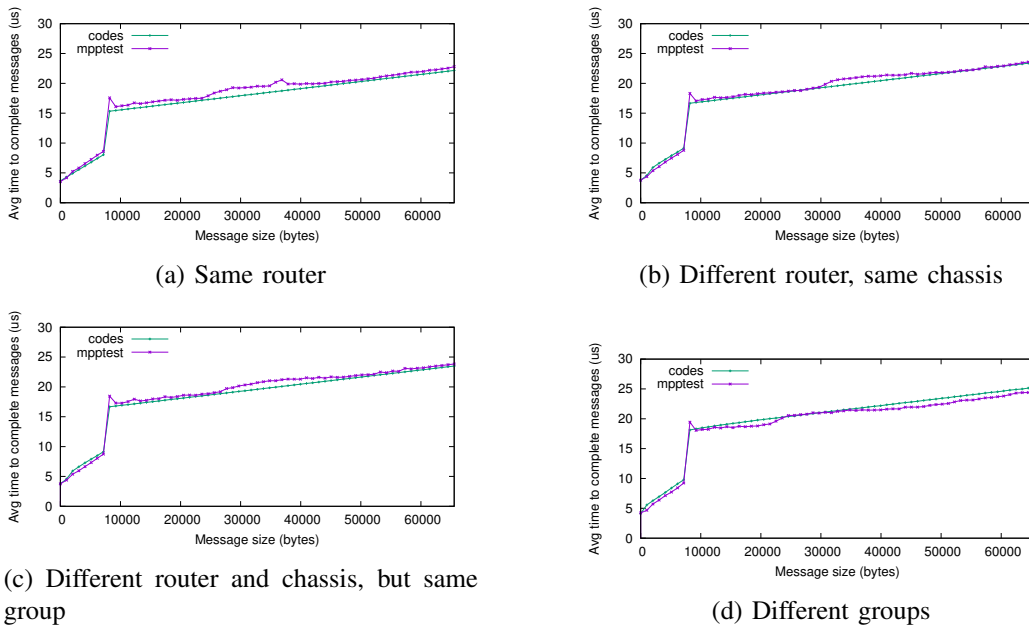 30
25
20
15
10
5
0
0 10000 20000 30000 40000 50000 60000
Avg time to complete messages (us)
Message size (bytes)
codes
mpptest
(a) Same router
30
25
20
15
10
5
0
0 10000 20000 30000 40000 50000 60000
Avg time to complete messages (us)
Message size (bytes)
codes
mpptest
(b) Different router, same chassis
30
25
20
15
10
5
0
0 10000 20000 30000 40000 50000 60000
Avg time to complete messages (us)
Message size (bytes)
codes
mpptest
(c) Different router and chassis, but same
group
30
25
20
15
10
5
0
0 10000 20000 30000 40000 50000 60000
Avg time to complete messages (us)
Message size (bytes)
codes
mpptest
(d) Different groups